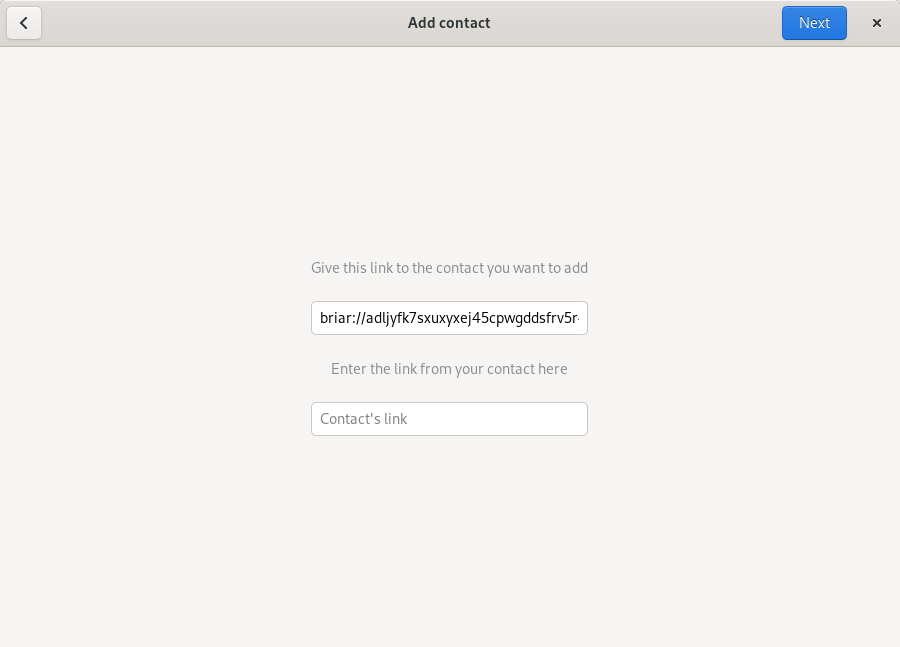 Add contact
Next
Give this link to the contact you want to add
briar://adljyfk7sxuxyxej45cpwgddsfrv5r
Enter the link from your contact here
Contact's link